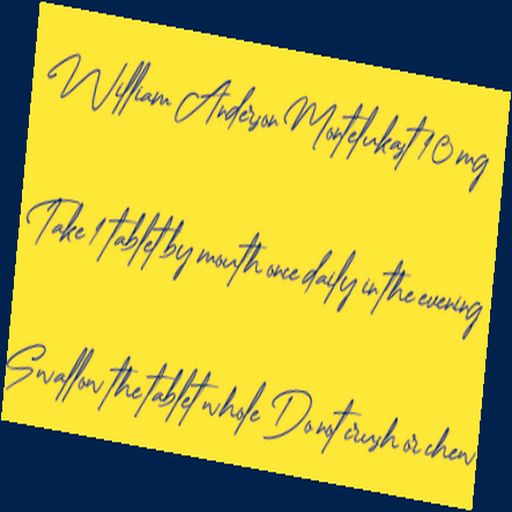 William Anderson Montelukast 10 mg
Take 1 tablet by mouth once daily in the evening
Swallow the tablet whole Do not crush or chew